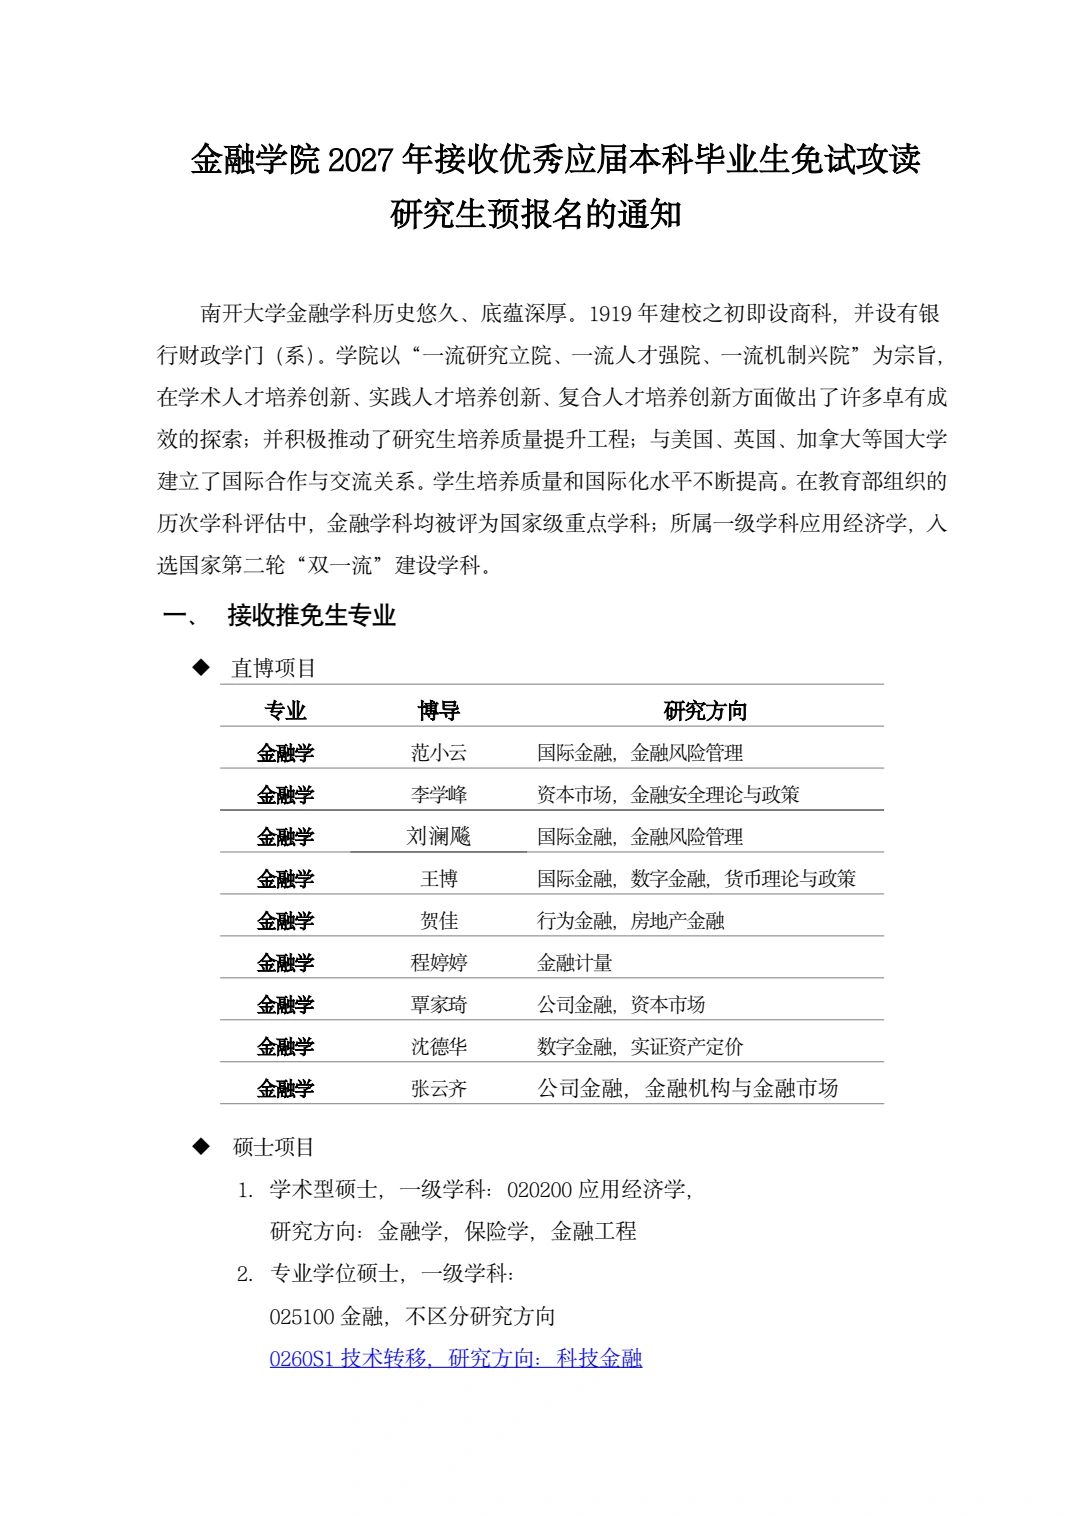 金融学院 2027 年接收优秀应届本科毕业生免试攻读
研究生预报名的通知
南开大学金融学科历史悠久、底蕴深厚。1919 年建校之初即设商科，并设有银
行财政学门（系）。学院以“一流研究立院、一流人才强院、一流机制兴院”为宗旨，
在学术人才培养创新、实践人才培养创新、复合人才培养创新方面做出了许多卓有成
效的探索；并积极推动了研究生培养质量提升工程；与美国、英国、加拿大等国大学
建立了国际合作与交流关系。学生培养质量和国际化水平不断提高。在教育部组织的
历次学科评估中，金融学科均被评为国家级重点学科；所属一级学科应用经济学，入
选国家第二轮“双一流”建设学科。
一、 接收推免生专业
◆ 直博项目
专业 博导 研究方向
金融学 范小云 国际金融，金融风险管理
金融学 李学峰 资本市场，金融安全理论与政策
金融学 刘澜飚 国际金融，金融风险管理
金融学 王博 国际金融，数字金融，货币理论与政策
金融学 贺佳 行为金融，房地产金融
金融学 程婷婷 金融计量
金融学 覃家琦 公司金融，资本市场
金融学 沈德华 数字金融，实证资产定价
金融学 张云齐 公司金融，金融机构与金融市场
◆ 硕士项目
1. 学术型硕士，一级学科：020200 应用经济学，
研究方向：金融学，保险学，金融工程
2. 专业学位硕士，一级学科：
025100 金融，不区分研究方向
0260S1 技术转移，研究方向：科技金融